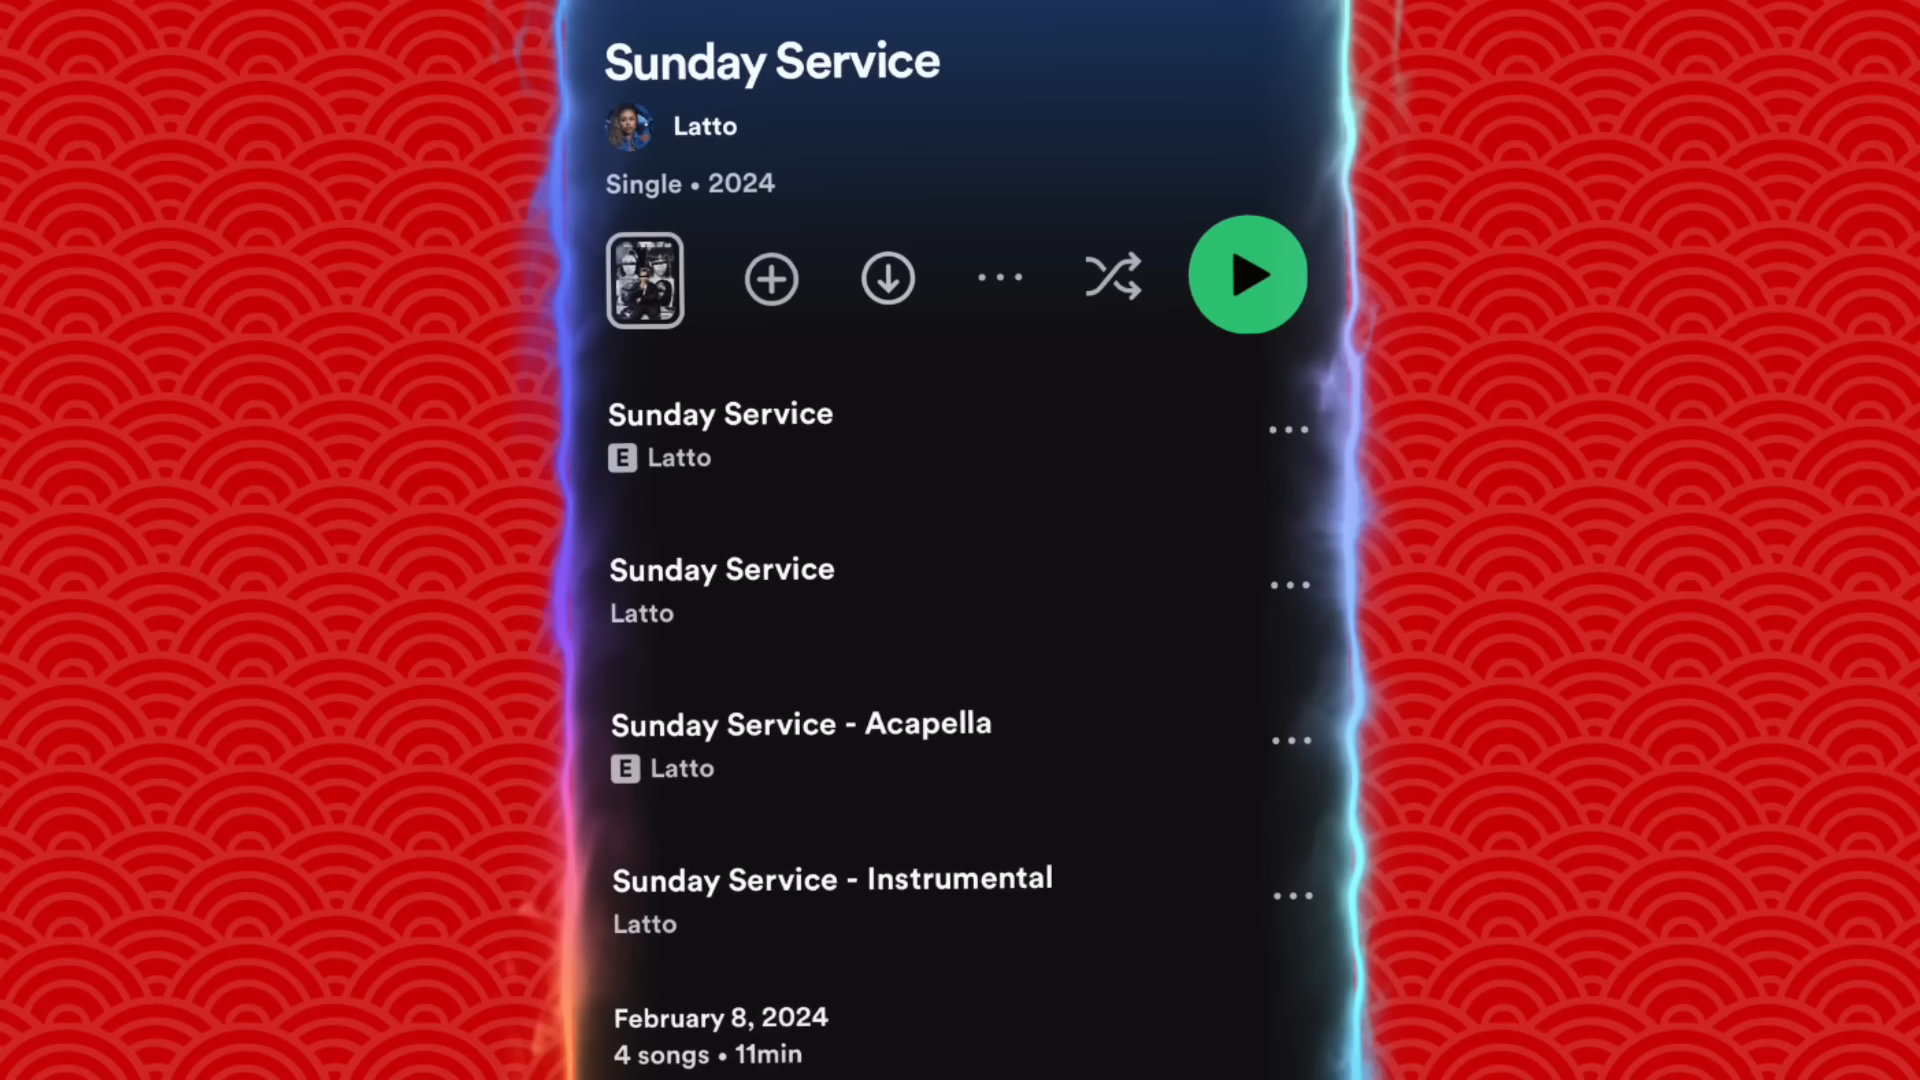 Sunday Service
Latto
Single • 2024
Sunday Service
E Latto
Sunday Service
Latto
Sunday Service - Acapella
E Latto
Sunday Service - Instrumental
Latto
February 8, 2024
4 songs • 11min